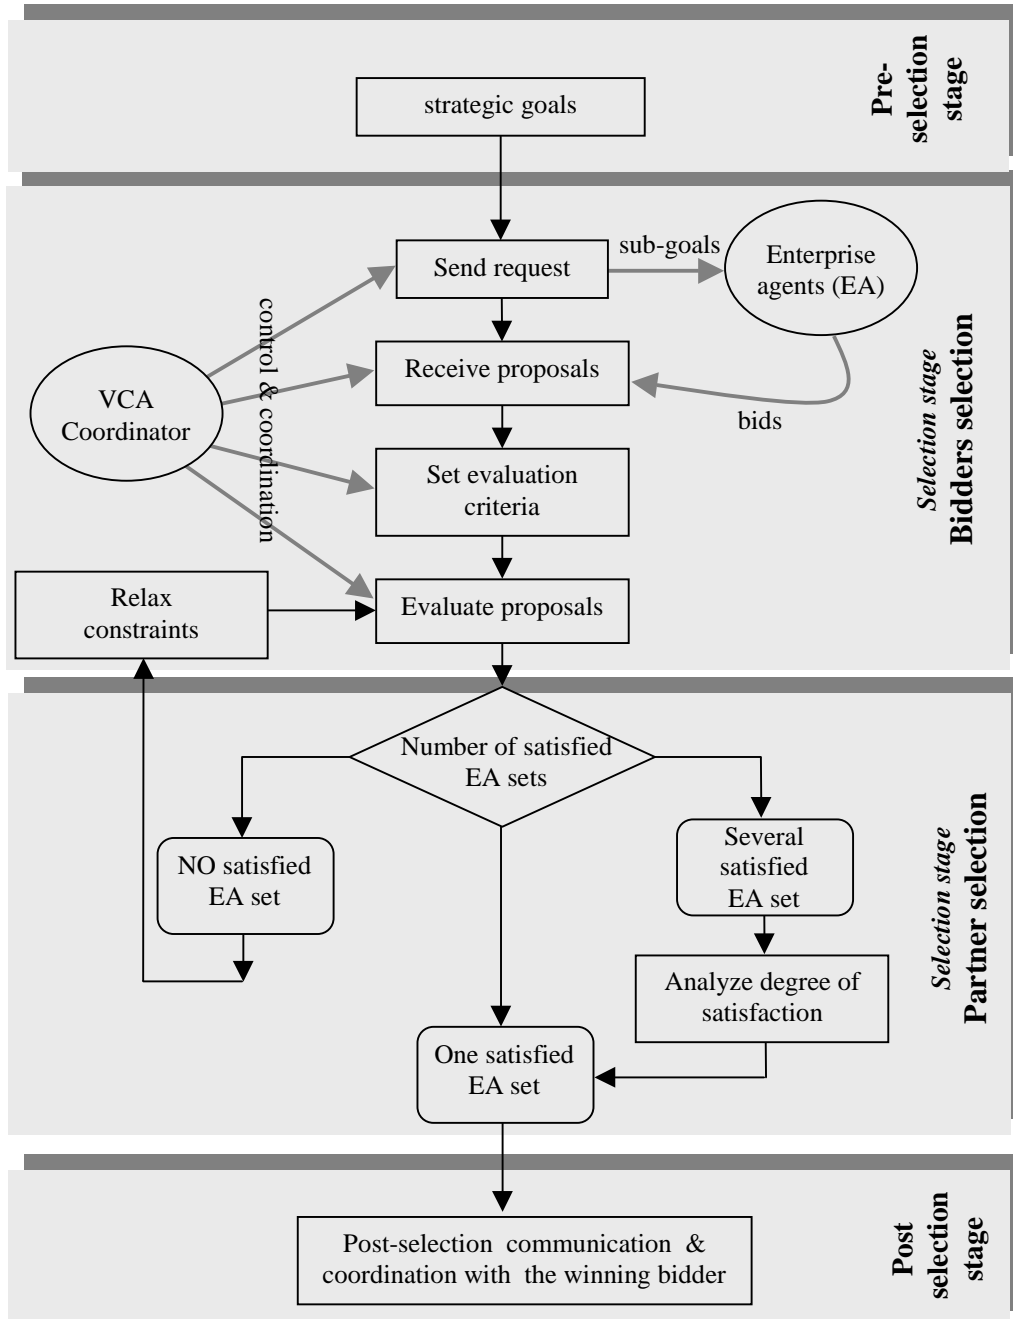 Pre-
selection
stage
strategic goals
sub-goals
Send request
Enterprise
agents (EA)
control & coordination
Receive proposals
VCA
Coordinator
bids
Selection stage
Bidders selection
Set evaluation
criteria
Relax
constraints
Evaluate proposals
Number of satisfied
EA sets
NO satisfied
EA set
Several
satisfied
EA set
Selection stage
Partner selection
Analyze degree of
satisfaction
One satisfied
EA set
Post
selection
stage
Post-selection communication &
coordination with the winning bidder